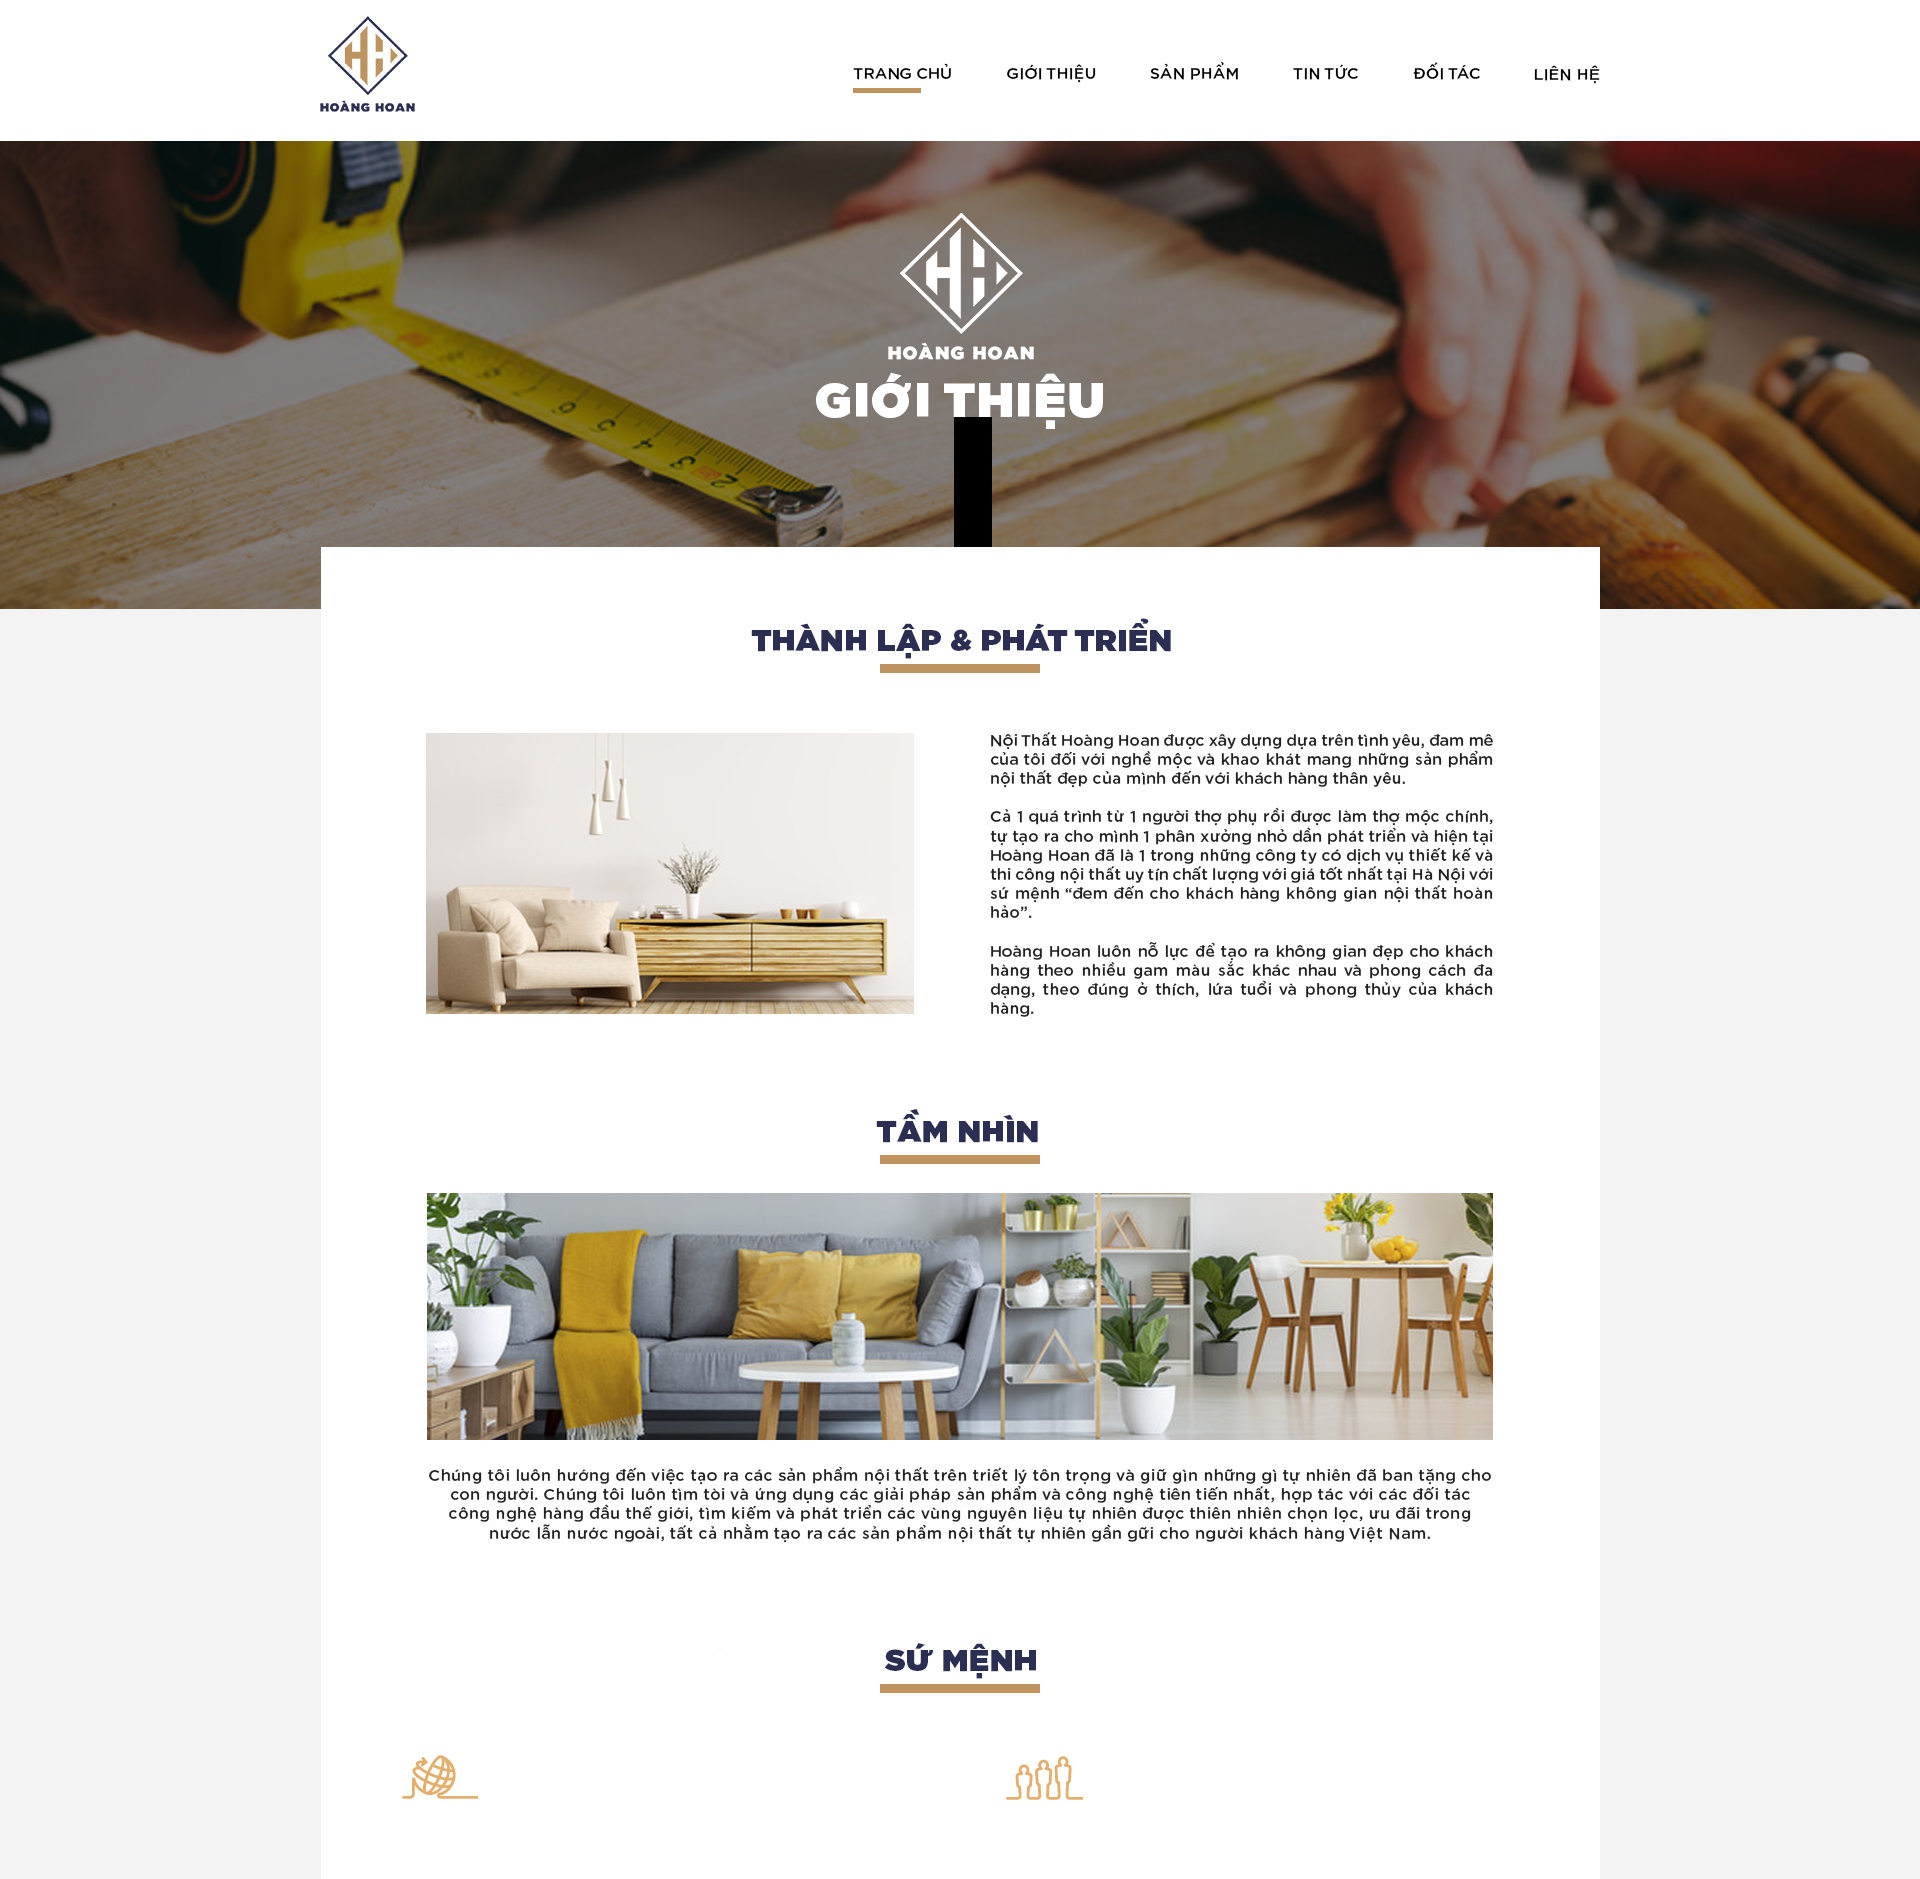 HOÀNG HOAN
TRANG CHỦ
GIỚI THIỆU
SẢN PHẨM
TIN TỨC
ĐỐI TÁC
LIÊN HỆ
HOÀNG HOAN
GIỚI THIỆU
5
4
3
2
THÀNH LẬP & PHÁT TRIỂN
Nội Thất Hoàng Hoan được xây dựng dựa trên tình yêu, đam mê
của tôi đối với nghề mộc và khao khát mang những sản phẩm
nội thất đẹp của mình đến với khách hàng thân yêu.
Cả 1 quá trình từ 1 người thợ phụ rồi được làm thợ mộc chính,
tự tạo ra cho mình 1 phân xưởng nhỏ dần phát triển và hiện tại
Hoàng Hoan đã là 1 trong những công ty có dịch vụ thiết kế và
thi công nội thất uy tín chất lượng với giá tốt nhất tại Hà Nội với
sứ mệnh “đem đến cho khách hàng không gian nội thất hoàn
hảo”.
Hoàng Hoan luôn nỗ lực để tạo ra không gian đẹp cho khách
hàng theo nhiều gam màu sắc khác nhau và phong cách đa
dạng, theo đúng ở thích, lứa tuổi và phong thủy của khách
hàng.
TẦM NHÌN
Chúng tôi luôn hướng đến việc tạo ra các sản phẩm nội thất trên triết lý tôn trọng và giữ gìn những gì tự nhiên đã ban tặng cho
con người. Chúng tôi luôn tìm tòi và ứng dụng các giải pháp sản phẩm và công nghệ tiên tiến nhất, hợp tác với các đối tác
công nghệ hàng đầu thế giới, tìm kiếm và phát triển các vùng nguyên liệu tự nhiên được thiên nhiên chọn lọc, ưu đãi trong
nước lẫn nước ngoài, tất cả nhằm tạo ra các sản phẩm nội thất tự nhiên gần gũi cho người khách hàng Việt Nam.
SỨ MỆNH